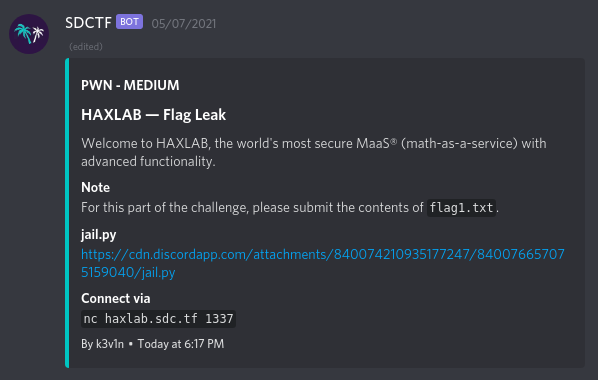 SDCTF BOT 05/07/2021
(edited)
PWN - MEDIUM
HAXLAB — Flag Leak
Welcome to HAXLAB, the world's most secure MaaS® (math-as-a-service) with
advanced functionality.
Note
For this part of the challenge, please submit the contents of flag1.txt.
jail.py
https://cdn.discordapp.com/attachments/840074210935177247/84007665707
5159040/jail.py
Connect via
nc haxlab.sdc.tf 1337
By k3v1n • Today at 6:17 PM